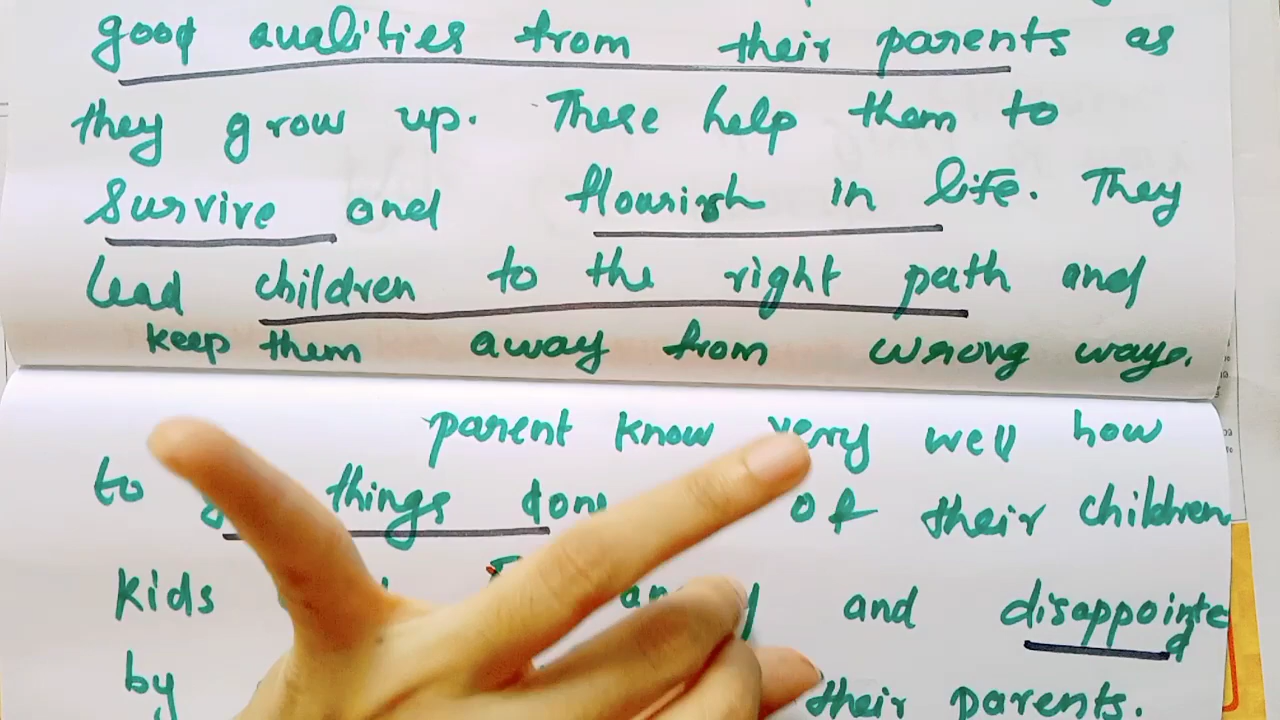 good qualities from their parents as
they grow up. These help them to
Survive and flourish in life. They
lead children to the right path and
keep them away from wrong ways.
parent know very well how
to things done of their children
kids and disappointed
by their parents.